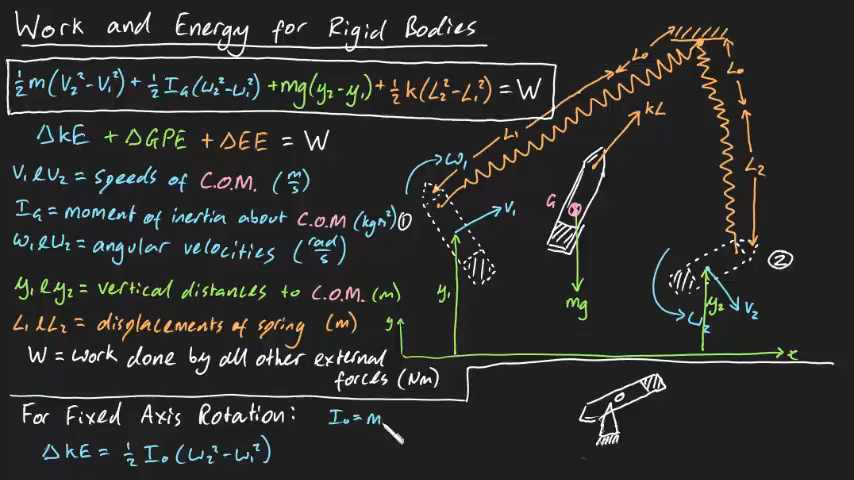 Work and Energy for Rigid Bodies
½m(V₂²-V₁²) + ½I_G(ω₂²-ω₁²) + mg(y₂-y₁) + ½k(L₂²-L₁²) = W
ΔKE + ΔGPE + ΔEE = W
V₁ & V₂ = speeds of C.O.M. (m/s)
I_G = moment of inertia about C.O.M (kgm²)
ω₁ & ω₂ = angular velocities (rad/s)
y₁ & y₂ = vertical distances to C.O.M. (m)
L₁ & L₂ = displacements of spring (m)
W = work done by all other external
forces (Nm)
For Fixed Axis Rotation: I₀ = m
ΔKE = ½ I₀ (ω₂²-ω₁²)
L₀
L₁
kL
L₀
L₂
ω₁
V₁
G
①
②
y₁
mg
y₂
V₂
ω₂
y
x